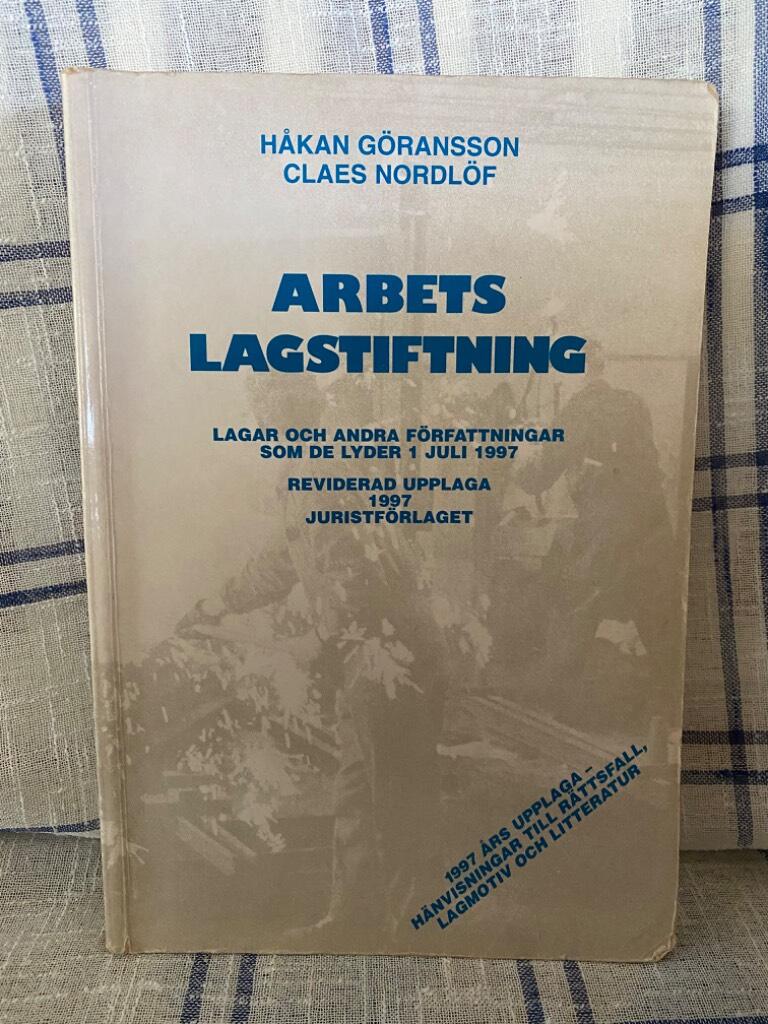 HÅKAN GÖRANSSON
CLAES NORDLÖF
ARBETS
LAGSTIFTNING
LAGAR OCH ANDRA FÖRFATTNINGAR
SOM DE LYDER 1 JULI 1997
REVIDERAD UPPLAGA
1997
JURISTFÖRLAGET
1997 ÅRS UPPLAGA –
HÄNVISNINGAR TILL RÄTTSFALL,
LAGMOTIV OCH LITTERATUR